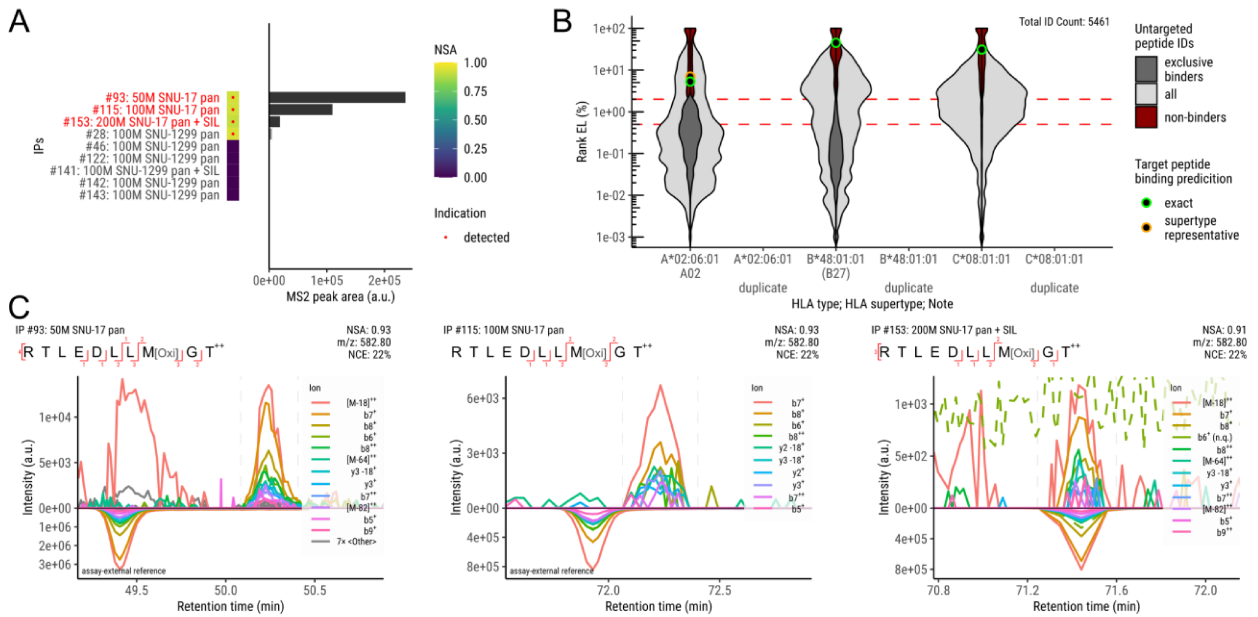 A
NSA
1.00
0.75
0.50
0.25
0.00
Indication
detected
IPs
#93: 50M SNU-17 pan
#115: 100M SNU-17 pan
#153: 200M SNU-17 pan + SIL
#28: 100M SNU-1299 pan
#46: 100M SNU-1299 pan
#122: 100M SNU-1299 pan
#141: 100M SNU-1299 pan + SIL
#142: 100M SNU-1299 pan
#143: 100M SNU-1299 pan
0e+00 1e+05 2e+05
MS2 peak area (a.u.)
B
Total ID Count: 5461
Rank EL (%)
1e+02
1e+01
1e+00
1e-01
1e-02
1e-03
A*02:06:01 A*02:06:01 B*48:01:01 B*48:01:01 C*08:01:01 C*08:01:01
A02 (B27)
duplicate duplicate duplicate
HLA type; HLA supertype; Note
Untargeted
peptide IDs
exclusive
binders
all
non-binders
Target peptide
binding predicition
exact
supertype
representative
C
IP #93: 50M SNU-17 pan
NSA: 0.93
m/z: 582.80
NCE: 22%
R T L E D L L M[Oxi] G T++
Intensity (a.u.)
1e+04
5e+03
0e+00
1e+06
2e+06
3e+06
Ion
[M-18]++
b7+
b8+
b6+
b8++
[M-64]++
y3 -18+
y3+
b7++
[M-82]++
b5+
b9+
7× <Other>
assay-external reference
49.5 50.0 50.5
Retention time (min)
IP #115: 100M SNU-17 pan
NSA: 0.93
m/z: 582.80
NCE: 22%
R T L E D L L M[Oxi] G T++
Intensity (a.u.)
6e+03
3e+03
0e+00
4e+05
8e+05
Ion
b7+
b8+
b6+
b8++
y2 -18+
y3 -18+
y2+
y3+
b7++
b5+
assay-external reference
72.0 72.5
Retention time (min)
IP #153: 200M SNU-17 pan + SIL
NSA: 0.91
m/z: 582.80
NCE: 22%
R T L E D L L M[Oxi] G T++
Intensity (a.u.)
1e+03
5e+02
0e+00
4e+05
8e+05
Ion
[M-18]++
b7+
b8+
b6+ (n.q.)
b8++
[M-64]++
y3 -18+
y3+
b7++
[M-82]++
b5+
b9++
70.8 71.2 71.6 72.0
Retention time (min)